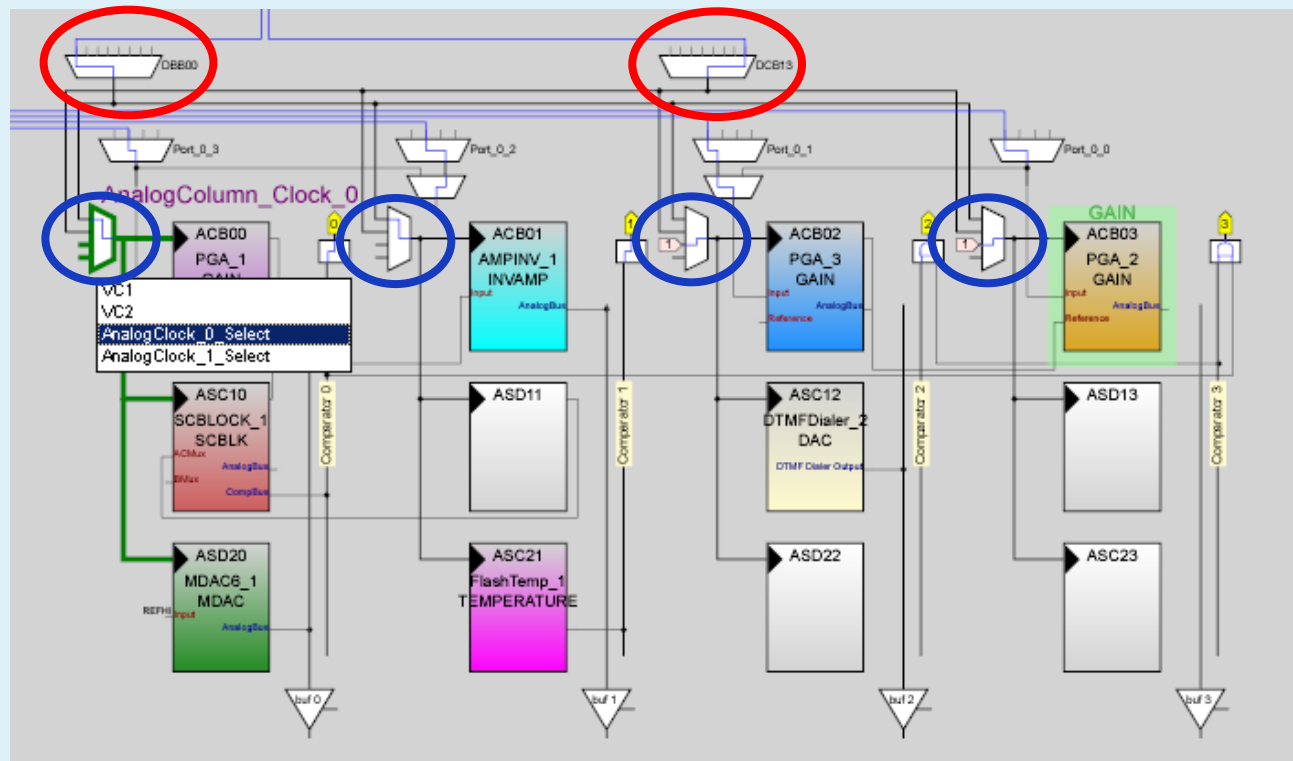 DBB00
DCB13
Port_0_3
Port_0_2
Port_0_1
Port_0_0
AnalogColumn_Clock_0
0
1
1
1
2
3
GAIN
ACB00
PGA_1
GAIN
ACB01
AMPINV_1
INVAMP
Input
AnalogBus
ACB02
PGA_3
GAIN
Input
AnalogBus
Reference
ACB03
PGA_2
GAIN
Input
AnalogBus
Reference
VC1
VC2
AnalogClock_0_Select
AnalogClock_1_Select
ASC10
SCBLOCK_1
SCBLK
ACMux
AnalogBus
BMux
CompBus
Comparator 0
ASD11
Comparator 1
ASC12
DTMFDialer_2
DAC
DTMF Dialer Output
Comparator 2
ASD13
Comparator 3
ASD20
MDAC6_1
MDAC
REFHI
Input
AnalogBus
ASC21
FlashTemp_1
TEMPERATURE
ASD22
ASC23
buf 0
buf 1
buf 2
buf 3